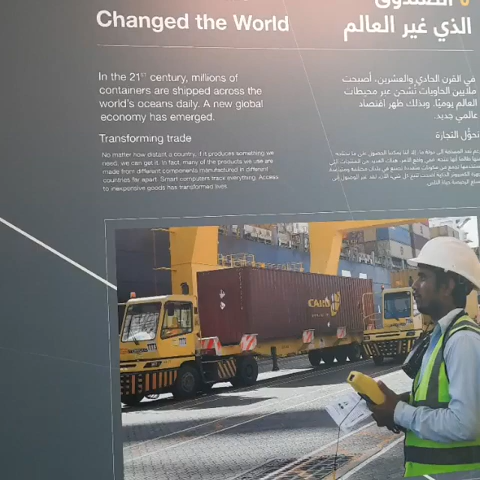 Changed the World
In the 21st century, millions of
containers are shipped across the
world's oceans daily. A new global
economy has emerged.
Transforming trade
No matter how distant a country, if it produces something we
need, we can get it. In fact, many of the products we use are
made from different components manufactured in different
countries far apart. Smart computers track everything. Access
to inexpensive goods has transformed lives.
الصندوق
الذي غير العالم
في القرن الحادي والعشرين، أصبحت
ملايين الحاويات تُشحن عبر محيطات
العالم يوميًا. وبذلك ظهر اقتصاد
عالمي جديد.
تحوُّل التجارة
CAI